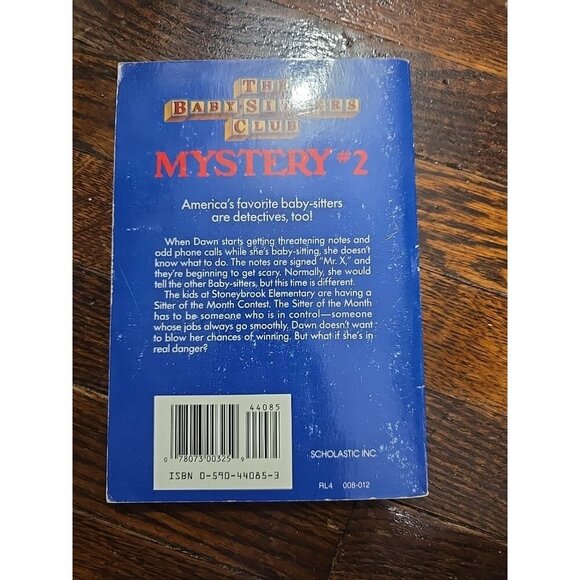 THE
BABY-SITTERS
CLUB
MYSTERY #2
America's favorite baby-sitters
are detectives, too!
When Dawn starts getting threatening notes and
odd phone calls while she's baby-sitting, she doesn't
know what to do. The notes are signed "Mr. X," and
they're beginning to get scary. Normally, she would
tell the other Baby-sitters, but this time is different.
The kids at Stoneybrook Elementary are having a
Sitter of the Month Contest. The Sitter of the Month
has to be someone who is in control—someone
whose jobs always go smoothly. Dawn doesn't want
to blow her chances of winning. But what if she's in
real danger?
44085
0 78073 00325 9
ISBN 0-590-44085-3
SCHOLASTIC INC.
RL4 008-012